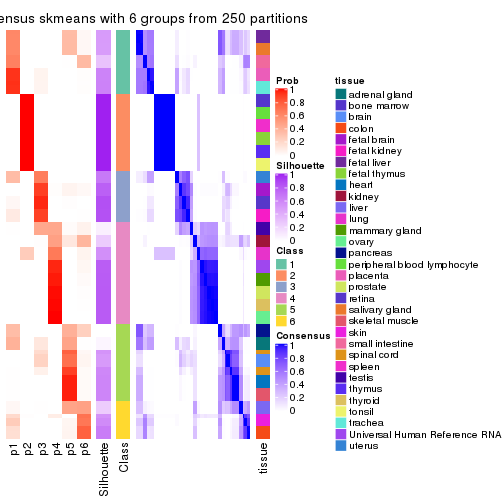 ensus skmeans with 6 groups from 250 partitions
Prob
1
0.8
0.6
0.4
0.2
0
Silhouette
1
0.8
0.6
0.4
0.2
0
Class
1
2
3
4
5
6
Consensus
1
0.8
0.6
0.4
0.2
0
tissue
adrenal gland
bone marrow
brain
colon
fetal brain
fetal kidney
fetal liver
fetal thymus
heart
kidney
liver
lung
mammary gland
ovary
pancreas
peripheral blood lymphocyte
placenta
prostate
retina
salivary gland
skeletal muscle
skin
small intestine
spinal cord
spleen
testis
thymus
thyroid
tonsil
trachea
Universal Human Reference RNA
uterus
p1
p2
p3
p4
p5
p6
Silhouette
Class
tissue